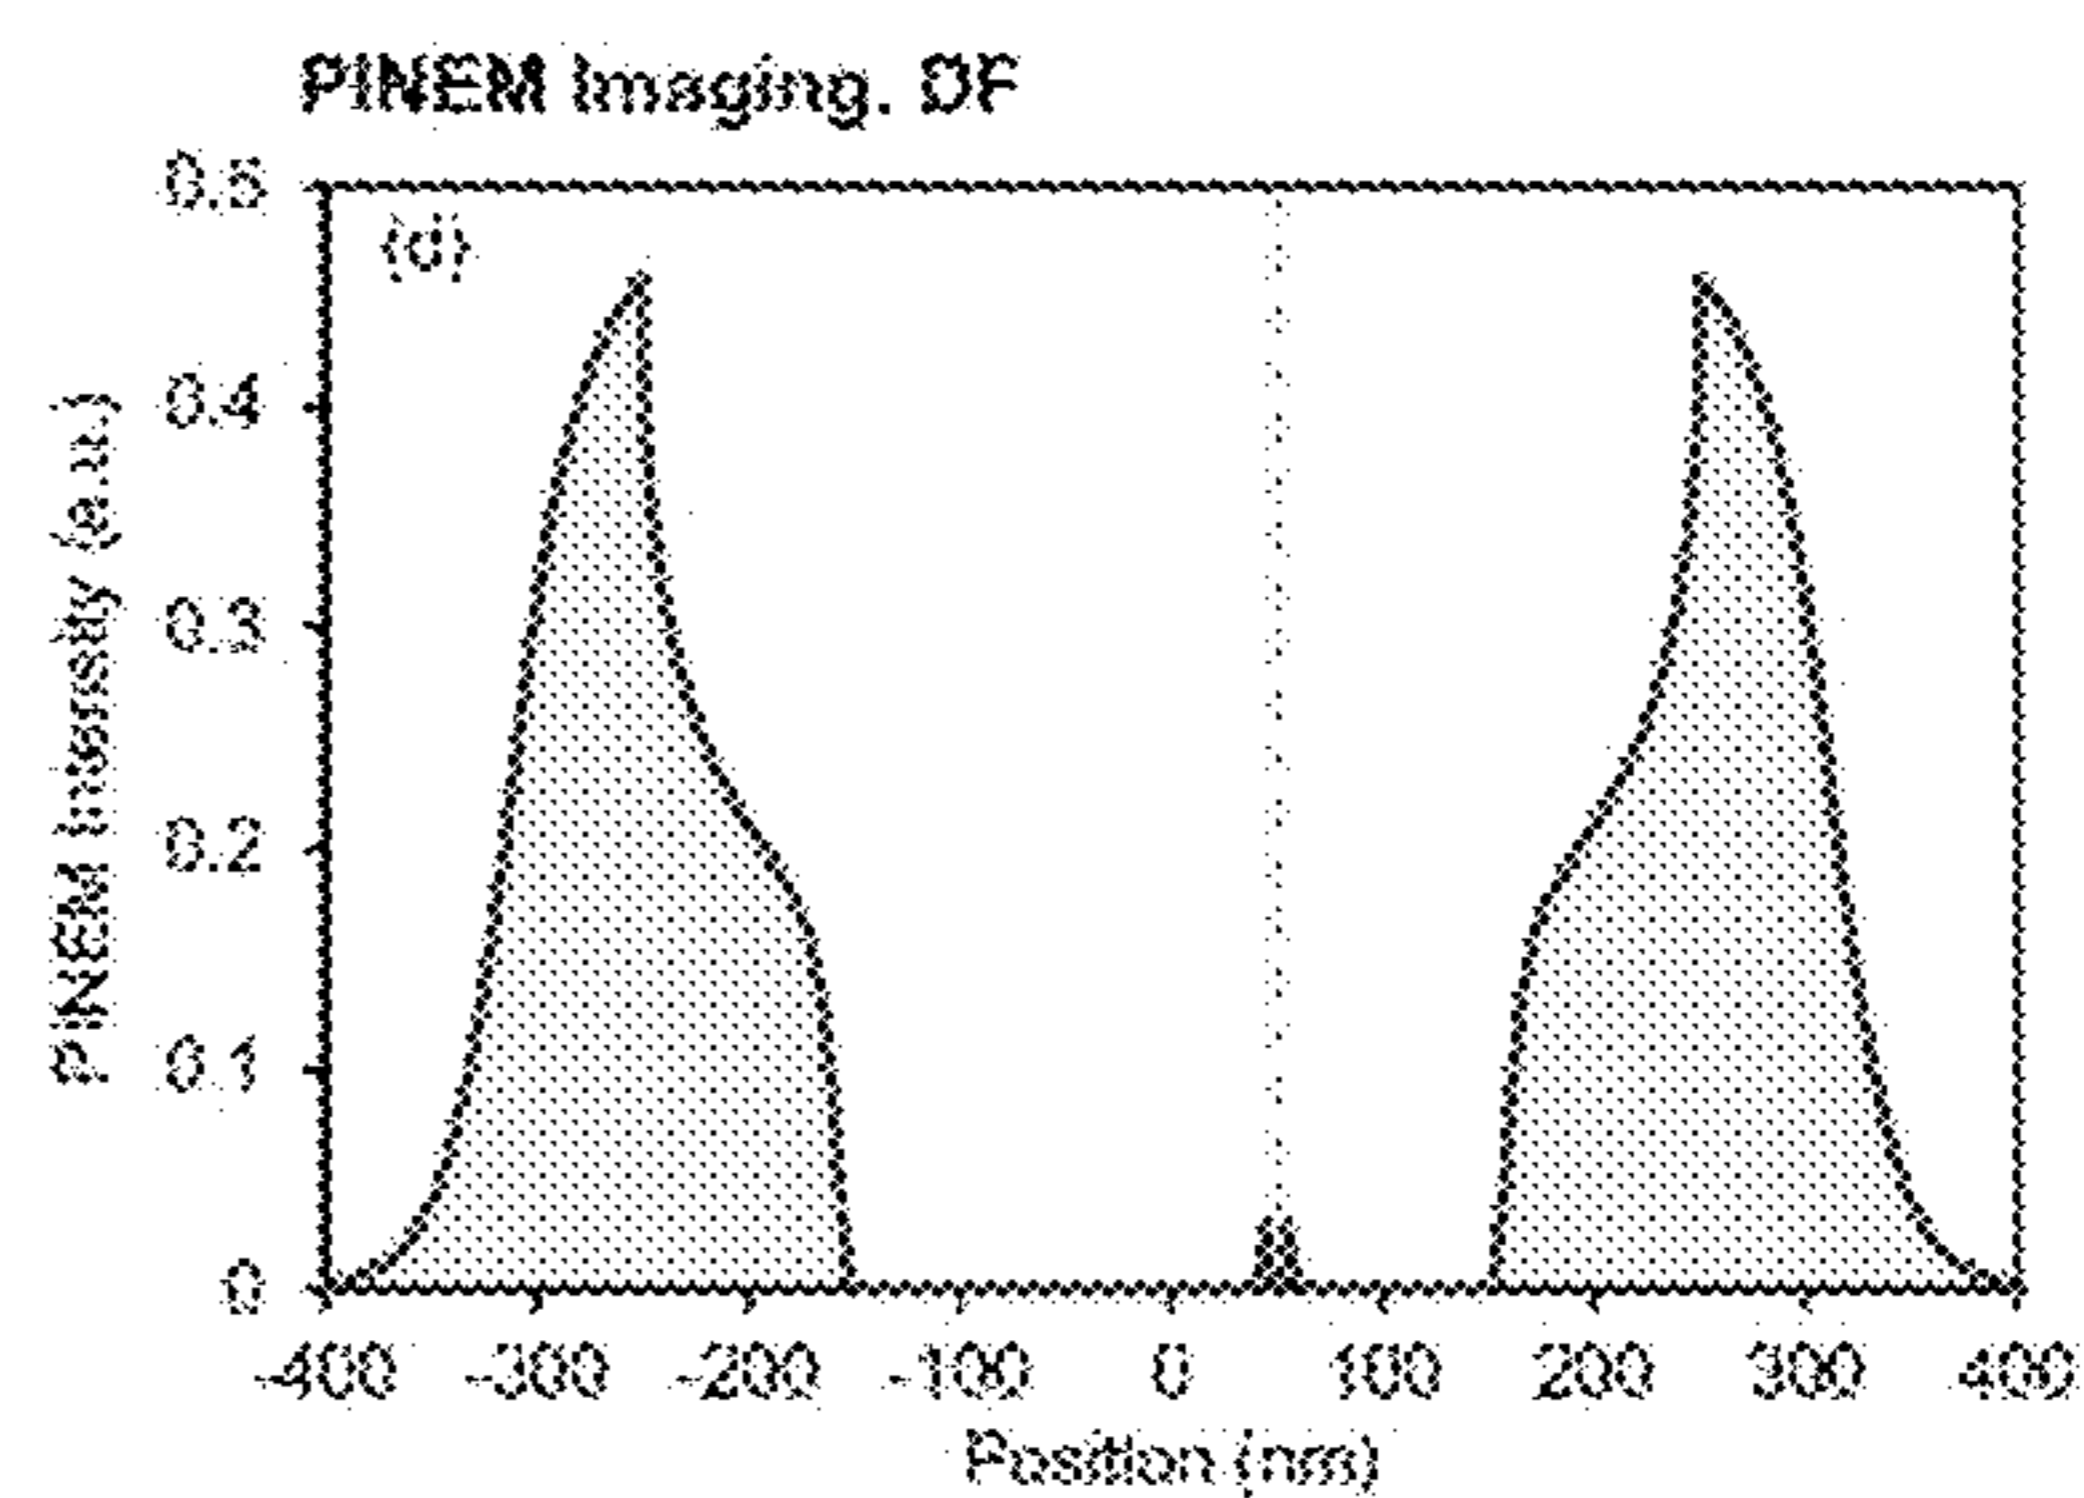 PINEM Imaging. DF
0.5
(d)
0.4
0.3
0.2
0.1
0
PINEM Intensity (a.u.)
-400 -300 -200 -100 0 100 200 300 400
Position (nm)